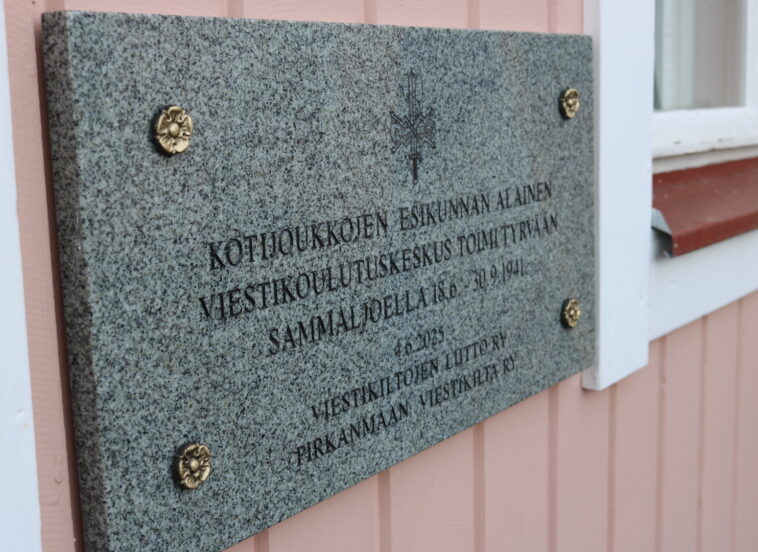 KOTIJOUKKOJEN ESIKUNNAN ALAINEN
VIESTIKOULUTUSKESKUS TOIMI TYRVÄÄN
SAMMALJOELLA 18.6. - 30.9.1941.
4.6.2025
VIESTIKILTOJEN LIITTO RY
PIRKANMAAN VIESTIKILTA RY